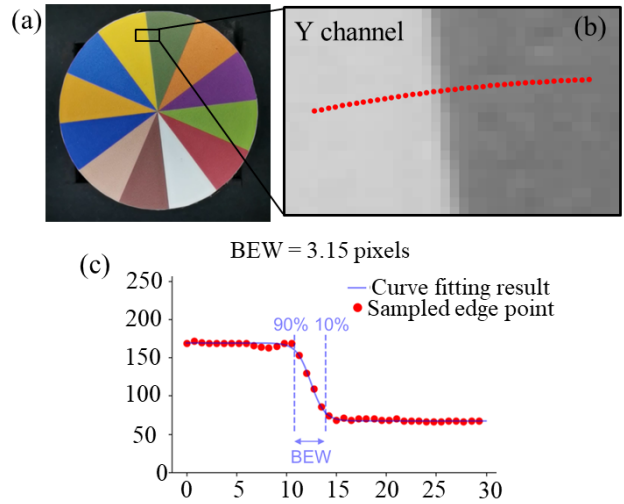 (a)
Y channel
(b)
BEW = 3.15 pixels
(c)
Curve fitting result
Sampled edge point
250
200
150
100
50
0
90% 10%
BEW
0 5 10 15 20 25 30